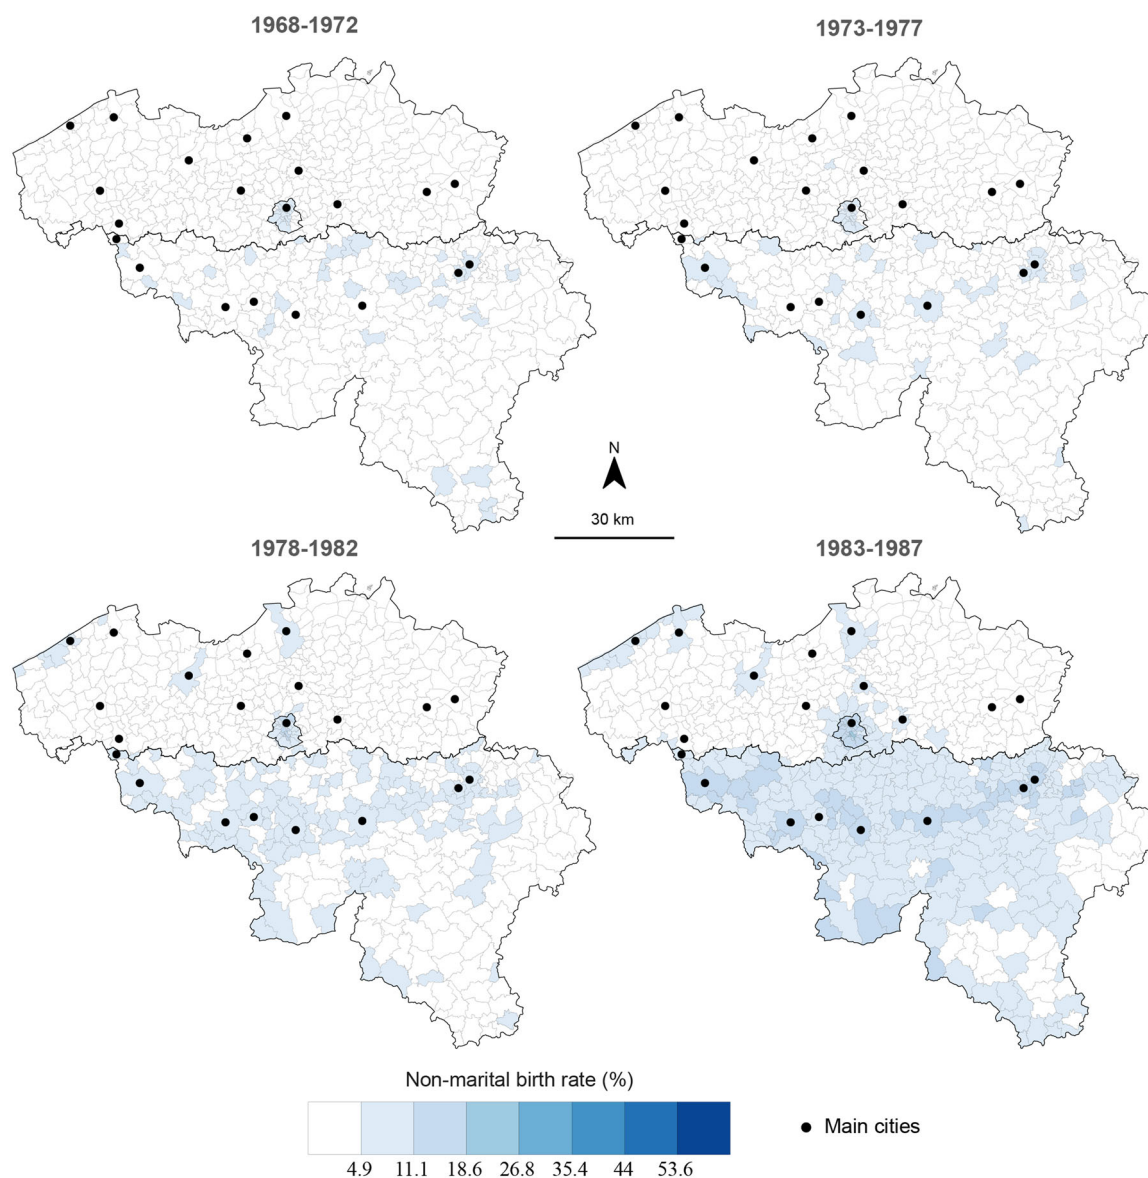 1968-1972
1973-1977
N
30 km
1978-1982
1983-1987
Non-marital birth rate (%)
4.9 11.1 18.6 26.8 35.4 44 53.6
Main cities